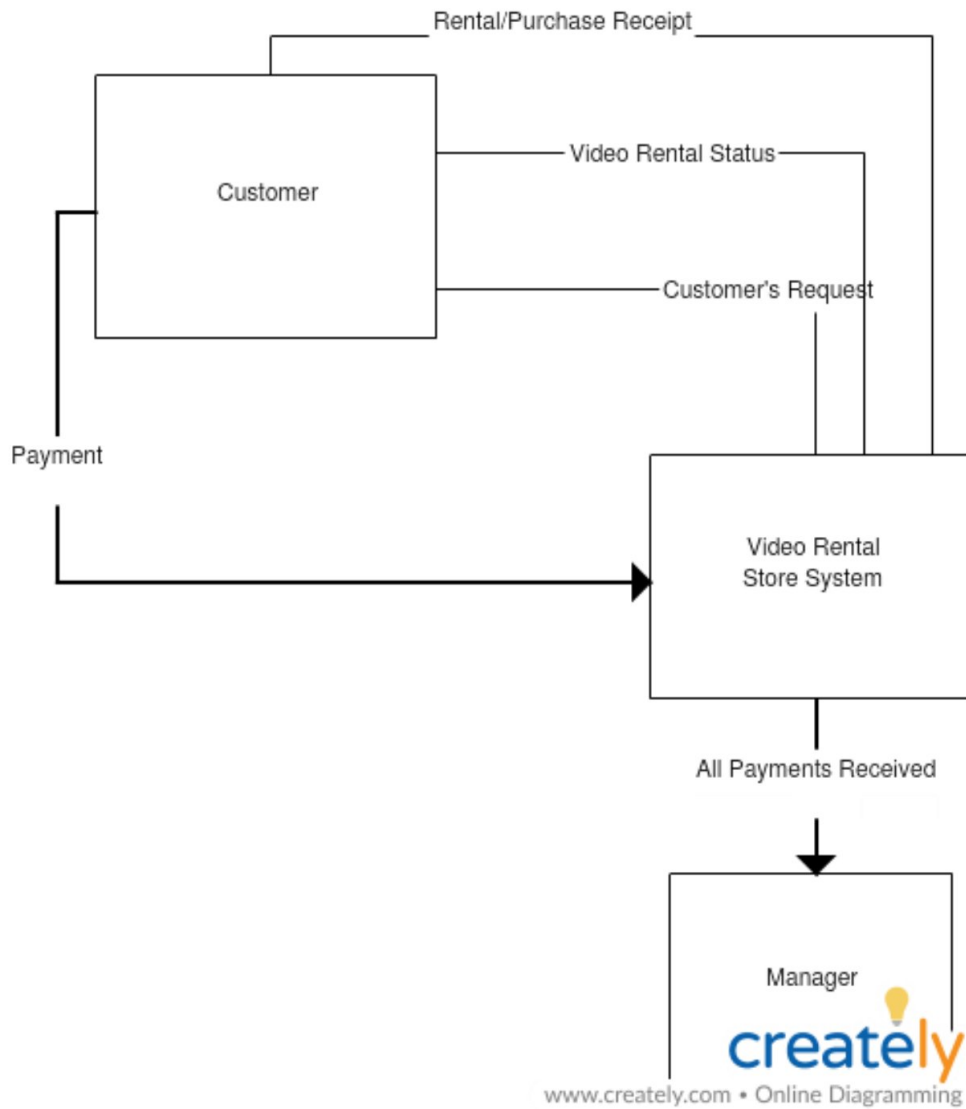 Rental/Purchase Receipt
Video Rental Status
Customer
Customer's Request
Payment
Video Rental
Store System
All Payments Received
Manager
creately
www.creately.com • Online Diagramming